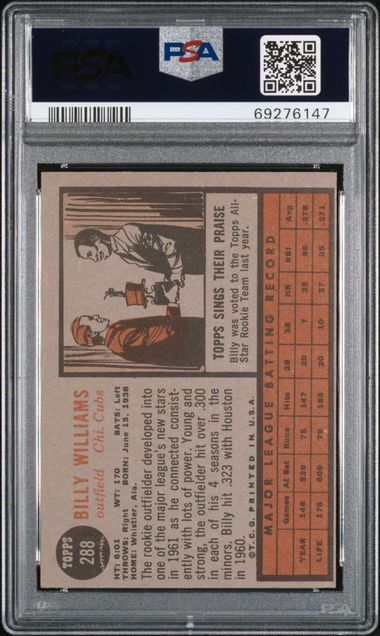 PSA
PSA
69276147
TOPPS
288
BILLY WILLIAMS
outfield Chi. Cubs
HT: 6:01 WT: 170 BATS: Left
THROWS: Right BORN: June 15, 1938
HOME: Whistler, Ala.
The rookie outfielder developed into
one of the major league's new stars
in 1961 as he connected consist-
ently with lots of power. Young and
strong, the outfielder hit over .300
in each of his 4 seasons in the
minors. Billy hit .323 with Houston
in 1960.
© T.C.G. PRINTED IN U.S.A.
TOPPS SINGS THEIR PRAISE
Billy was voted to the Topps All-
Star Rookie Team last year.
MAJOR LEAGUE BATTING RECORD
Games At Bat Runs Hits 2B 3B HR RBI Avg.
YEAR 146 529 75 147 20 7 25 86 .278
LIFE 176 609 79 165 20 10 27 95 .271
PSA